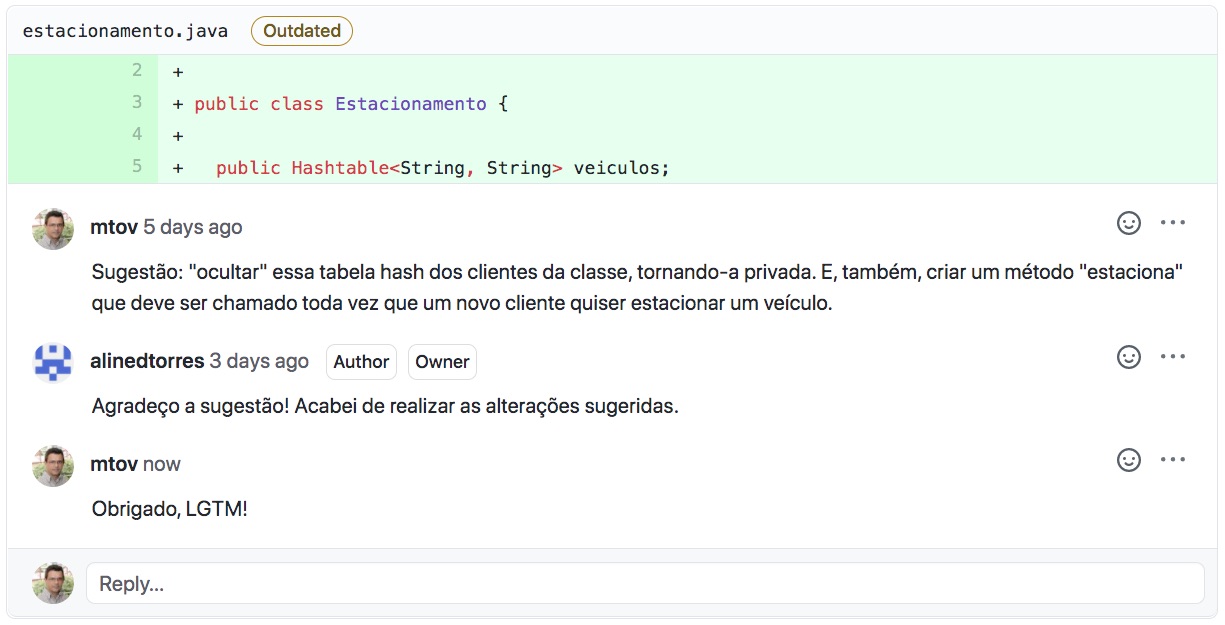 estacionamento.java Outdated
2 +
3 + public class Estacionamento {
4 +
5 + public Hashtable<String, String> veiculos;
mtov 5 days ago
Sugestão: "ocultar" essa tabela hash dos clientes da classe, tornando-a privada. E, também, criar um método "estaciona"
que deve ser chamado toda vez que um novo cliente quiser estacionar um veículo.
alinedtorres 3 days ago Author Owner
Agradeço a sugestão! Acabei de realizar as alterações sugeridas.
mtov now
Obrigado, LGTM!
Reply...